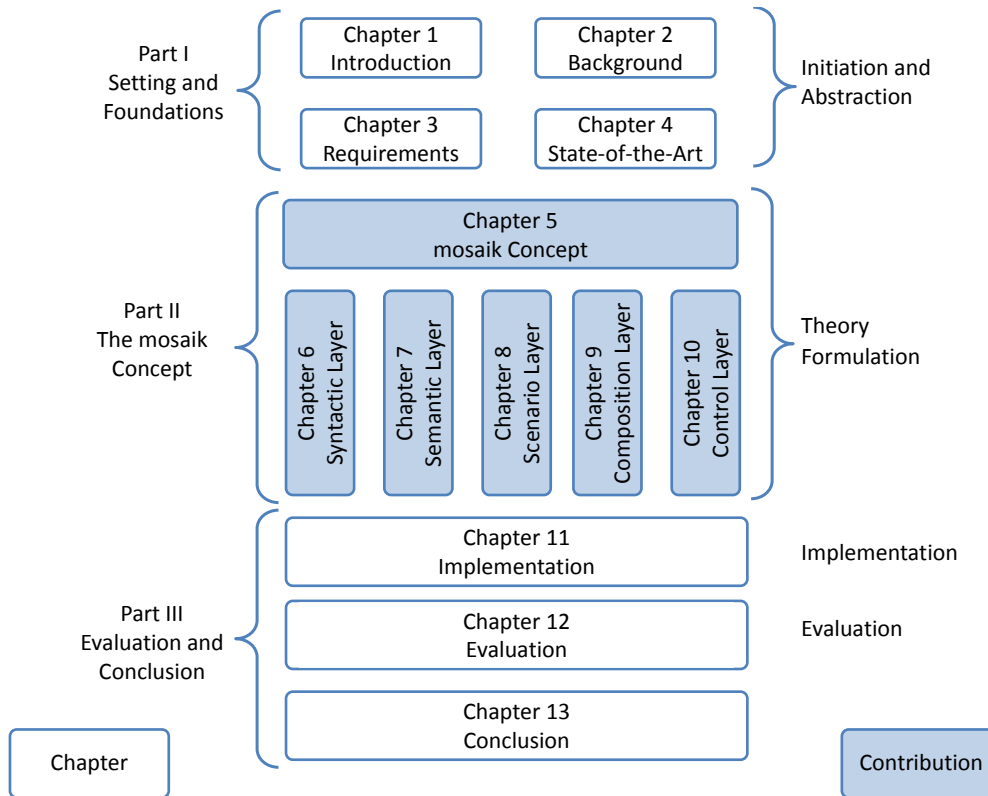 Part I
Setting and
Foundations
Chapter 1
Introduction
Chapter 2
Background
Chapter 3
Requirements
Chapter 4
State-of-the-Art
Initiation and
Abstraction
Part II
The mosaik
Concept
Chapter 5
mosaik Concept
Chapter 6
Syntactic Layer
Chapter 7
Semantic Layer
Chapter 8
Scenario Layer
Chapter 9
Composition Layer
Chapter 10
Control Layer
Theory
Formulation
Part III
Evaluation and
Conclusion
Chapter 11
Implementation
Implementation
Chapter 12
Evaluation
Evaluation
Chapter 13
Conclusion
Chapter
Contribution